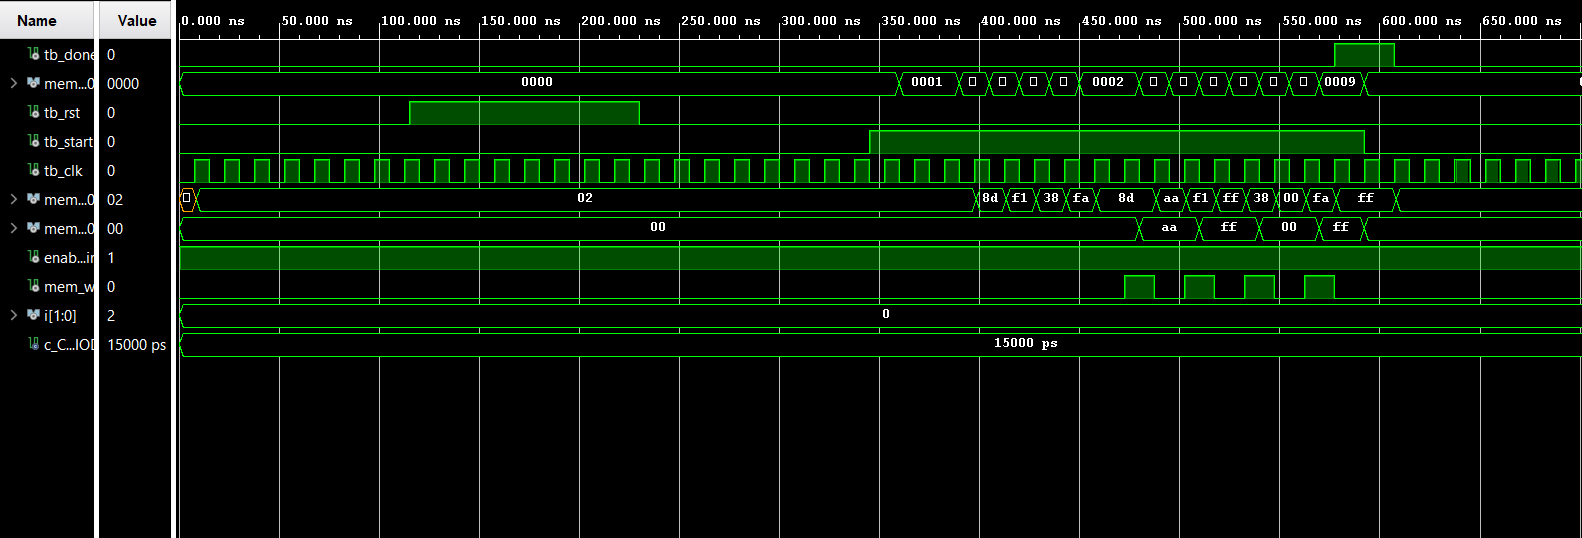 Name Value 0.000 ns 50.000 ns 100.000 ns 150.000 ns 200.000 ns 250.000 ns 300.000 ns 350.000 ns 400.000 ns 450.000 ns 500.000 ns 550.000 ns 600.000 ns 650.000 ns
tb_done 0
mem...0 0000 0000 0001 0002 0009
tb_rst 0
tb_start 0
tb_clk 0
mem...0 02 02 8d f1 38 fa 8d aa f1 ff 38 00 fa ff
mem...0 00 00 aa ff 00 ff
enab...in 1
mem_w 0
i[1:0] 2 0
c_C...IOD 15000 ps 15000 ps